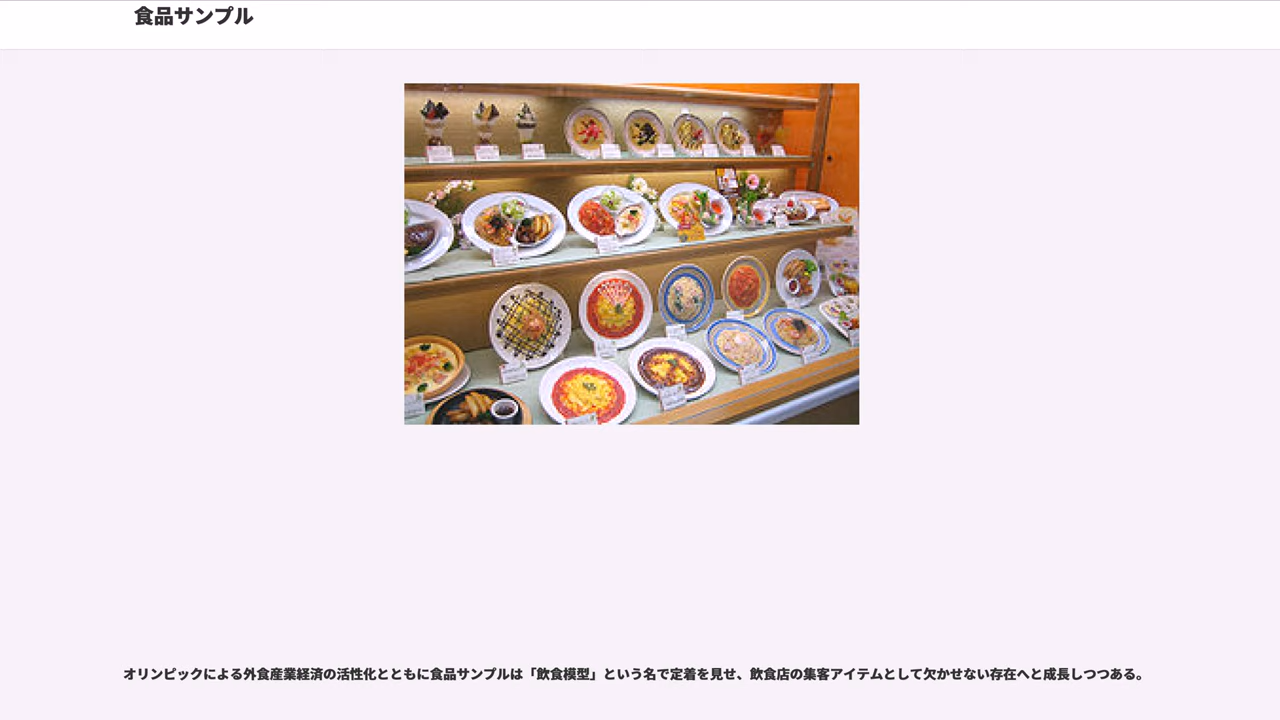 食品サンプル
オリンピックによる外食産業経済の活性化とともに食品サンプルは「飲食模型」という名で定着を見せ、飲食店の集客アイテムとして欠かせない存在へと成長しつつある。